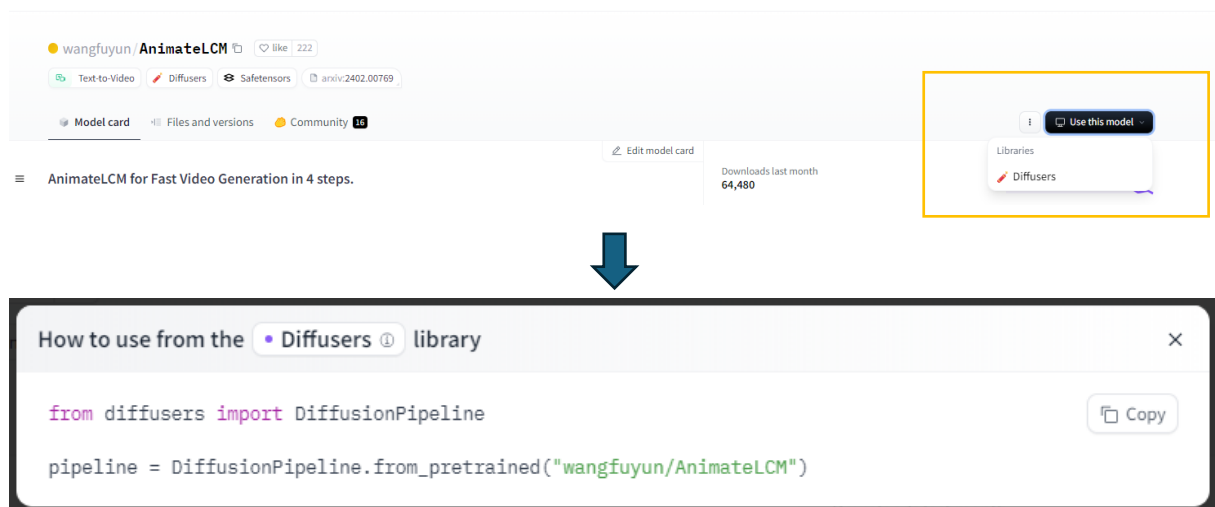 wangfuyun/AnimateLCM like 222
Text-to-Video Diffusers Safetensors arxiv:2402.00769
Model card Files and versions Community 16
Use this model
Libraries
Diffusers
Edit model card
AnimateLCM for Fast Video Generation in 4 steps.
Downloads last month
64,480
How to use from the Diffusers library
from diffusers import DiffusionPipeline
Copy
pipeline = DiffusionPipeline.from_pretrained("wangfuyun/AnimateLCM")